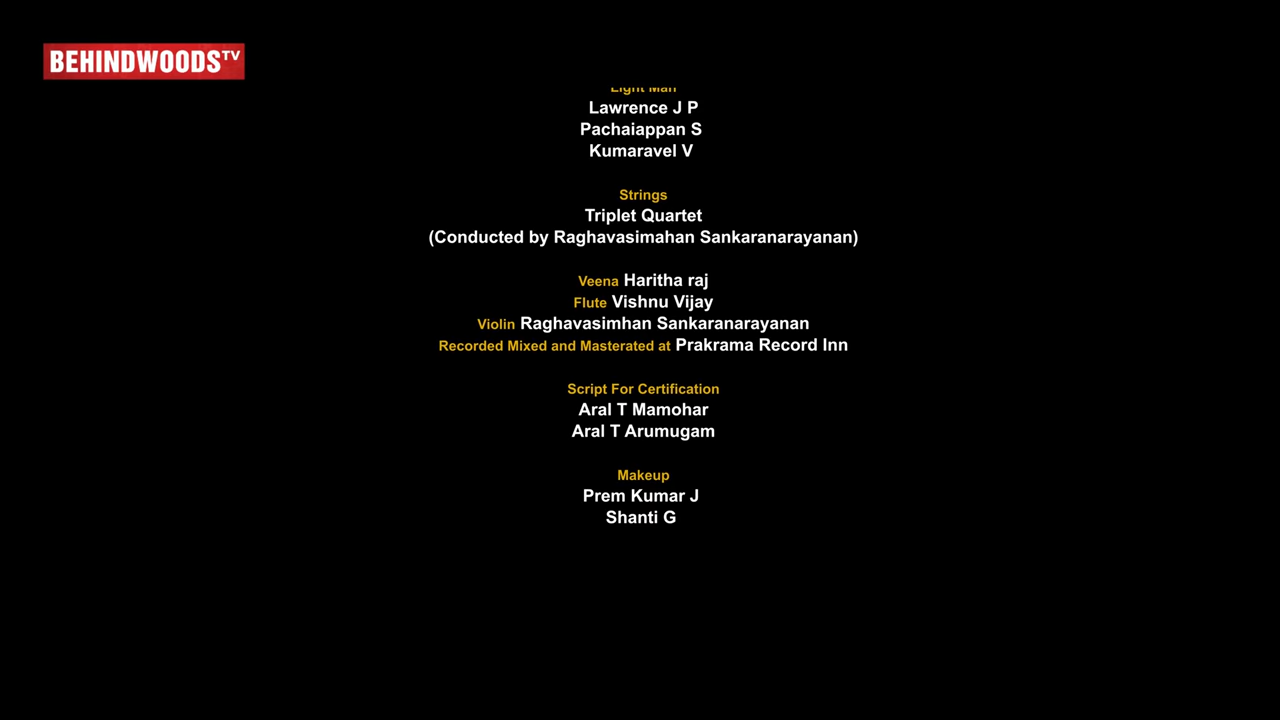 BEHINDWOODS TV
Light Man
Lawrence J P
Pachaiappan S
Kumaravel V
Strings
Triplet Quartet
(Conducted by Raghavasimahan Sankaranarayanan)
Veena Haritha raj
Flute Vishnu Vijay
Violin Raghavasimhan Sankaranarayanan
Recorded Mixed and Masterated at Prakrama Record Inn
Script For Certification
Aral T Mamohar
Aral T Arumugam
Makeup
Prem Kumar J
Shanti G